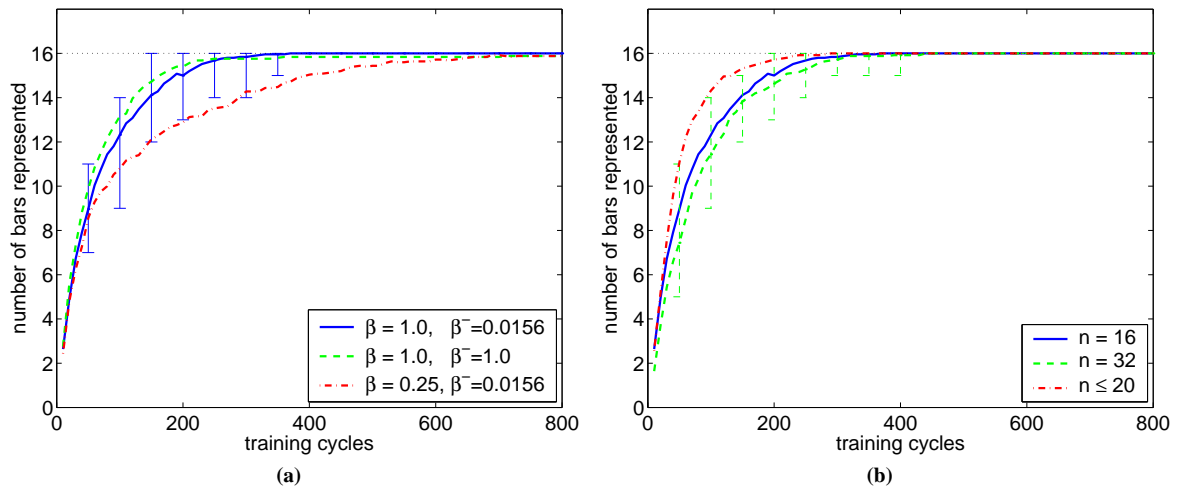 number of bars represented
16
14
12
10
8
6
4
2
0
0 200 400 600 800
training cycles
β = 1.0, β⁻=0.0156
β = 1.0, β⁻=1.0
β = 0.25, β⁻=0.0156
(a)
number of bars represented
16
14
12
10
8
6
4
2
0
0 200 400 600 800
training cycles
n = 16
n = 32
n ≤ 20
(b)